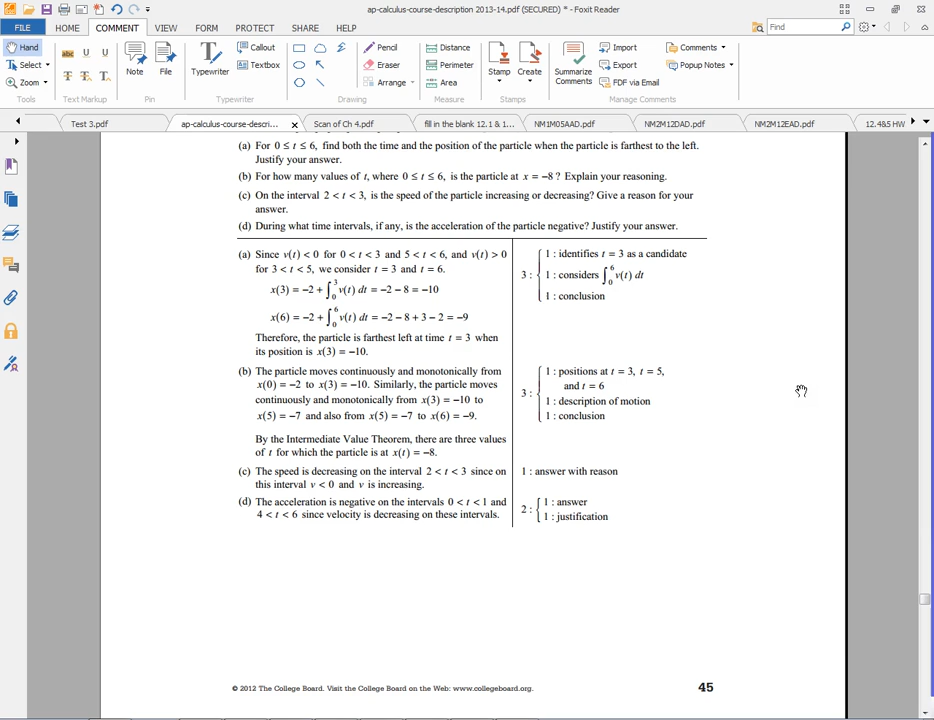 ap-calculus-course-description 2013-14.pdf (SECURED) * - Foxit Reader
FILE HOME COMMENT VIEW FORM PROTECT SHARE HELP Find
Hand Select Zoom Tools
abc U U T T T Text Markup
Note File Pin
Typewriter Callout Textbox Typewriter
Pencil Eraser Arrange Drawing
Distance Perimeter Area Measure
Stamp Create Stamps
Summarize Comments Import Export FDF via Email Comments Popup Notes Manage Comments
Test 3.pdf ap-calculus-course-descri... Scan of Ch 4.pdf fill in the blank 12.1 & 1... NM1M05AAD.pdf NM2M12DAD.pdf NM2M12EAD.pdf 12.4&5 HW
(a) For 0 ≤ t ≤ 6, find both the time and the position of the particle when the particle is farthest to the left.
Justify your answer.
(b) For how many values of t, where 0 ≤ t ≤ 6, is the particle at x = −8 ? Explain your reasoning.
(c) On the interval 2 < t < 3, is the speed of the particle increasing or decreasing? Give a reason for your
answer.
(d) During what time intervals, if any, is the acceleration of the particle negative? Justify your answer.
(a) Since v(t) < 0 for 0 < t < 3 and 5 < t < 6, and v(t) > 0
for 3 < t < 5, we consider t = 3 and t = 6.
x(3) = −2 + ∫₀³ v(t) dt = −2 − 8 = −10
x(6) = −2 + ∫₀⁶ v(t) dt = −2 − 8 + 3 − 2 = −9
Therefore, the particle is farthest left at time t = 3 when
its position is x(3) = −10.
3 : { 1 : identifies t = 3 as a candidate
1 : considers ∫₀⁶ v(t) dt
1 : conclusion
(b) The particle moves continuously and monotonically from
x(0) = −2 to x(3) = −10. Similarly, the particle moves
continuously and monotonically from x(3) = −10 to
x(5) = −7 and also from x(5) = −7 to x(6) = −9.
By the Intermediate Value Theorem, there are three values
of t for which the particle is at x(t) = −8.
3 : { 1 : positions at t = 3, t = 5,
and t = 6
1 : description of motion
1 : conclusion
(c) The speed is decreasing on the interval 2 < t < 3 since on
this interval v < 0 and v is increasing.
1 : answer with reason
(d) The acceleration is negative on the intervals 0 < t < 1 and
4 < t < 6 since velocity is decreasing on these intervals.
2 : { 1 : answer
1 : justification
© 2012 The College Board. Visit the College Board on the Web: www.collegeboard.org.
45